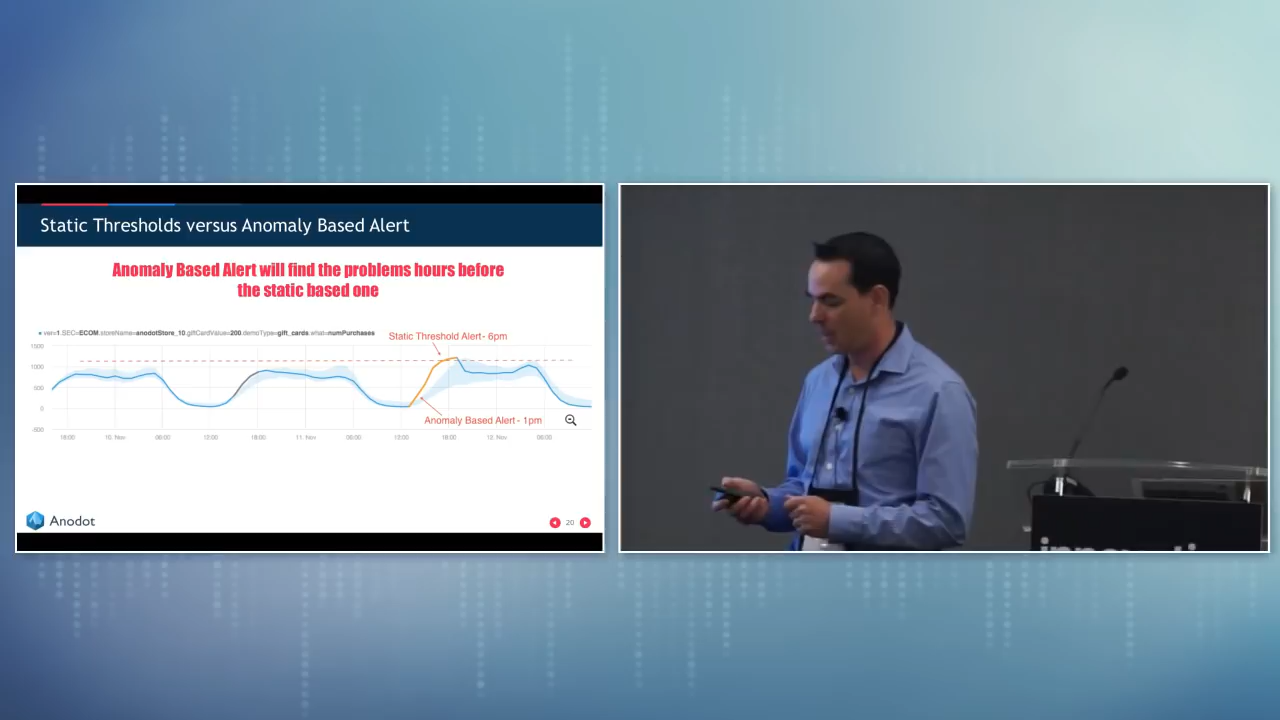 Static Thresholds versus Anomaly Based Alert
Anomaly Based Alert will find the problems hours before
the static based one
ver=1.SEC=ECOM.storeName=anodotStore_10.giftCardValue=200.demoType=gift_cards.what=numPurchases
Static Threshold Alert - 6pm
1500
1000
500
0
-500
Anomaly Based Alert - 1pm
18:00
10. Nov
06:00
12:00
18:00
11. Nov
06:00
12:00
18:00
12. Nov
06:00
Anodot
20